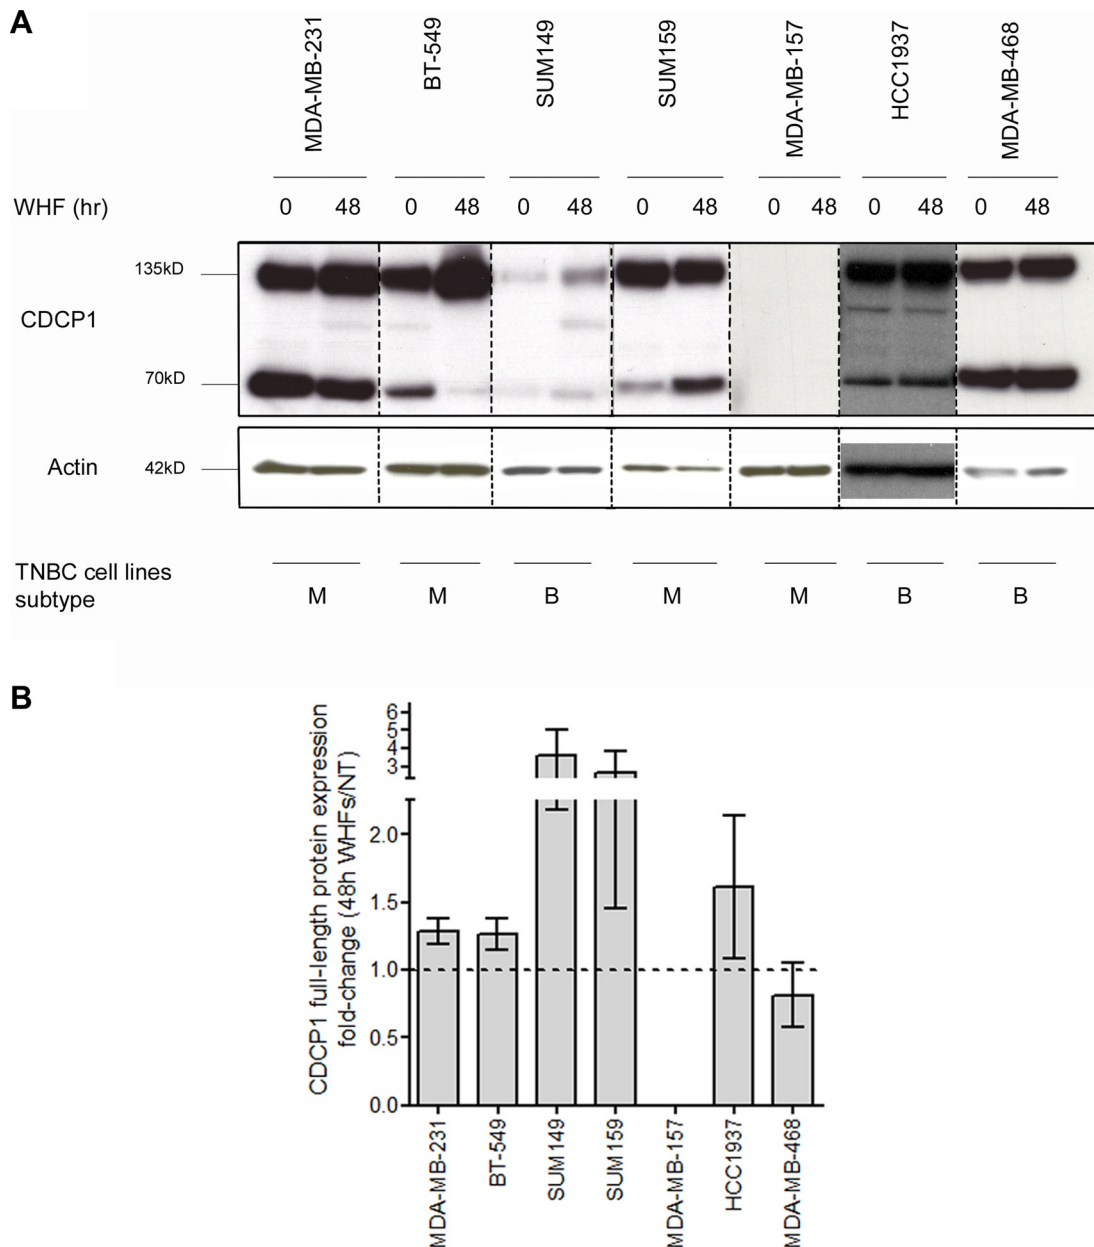 A
MDA-MB-231
BT-549
SUM149
SUM159
MDA-MB-157
HCC1937
MDA-MB-468
WHF (hr)
0 48 0 48 0 48 0 48 0 48 0 48 0 48
135kD
CDCP1
70kD
Actin 42kD
TNBC cell lines
subtype
M M B M M B B
B
CDCP1 full-length protein expression
fold-change (48h WHFs/NT)
6
5
4
3
2.0
1.5
1.0
0.5
0.0
MDA-MB-231
BT-549
SUM149
SUM159
MDA-MB-157
HCC1937
MDA-MB-468